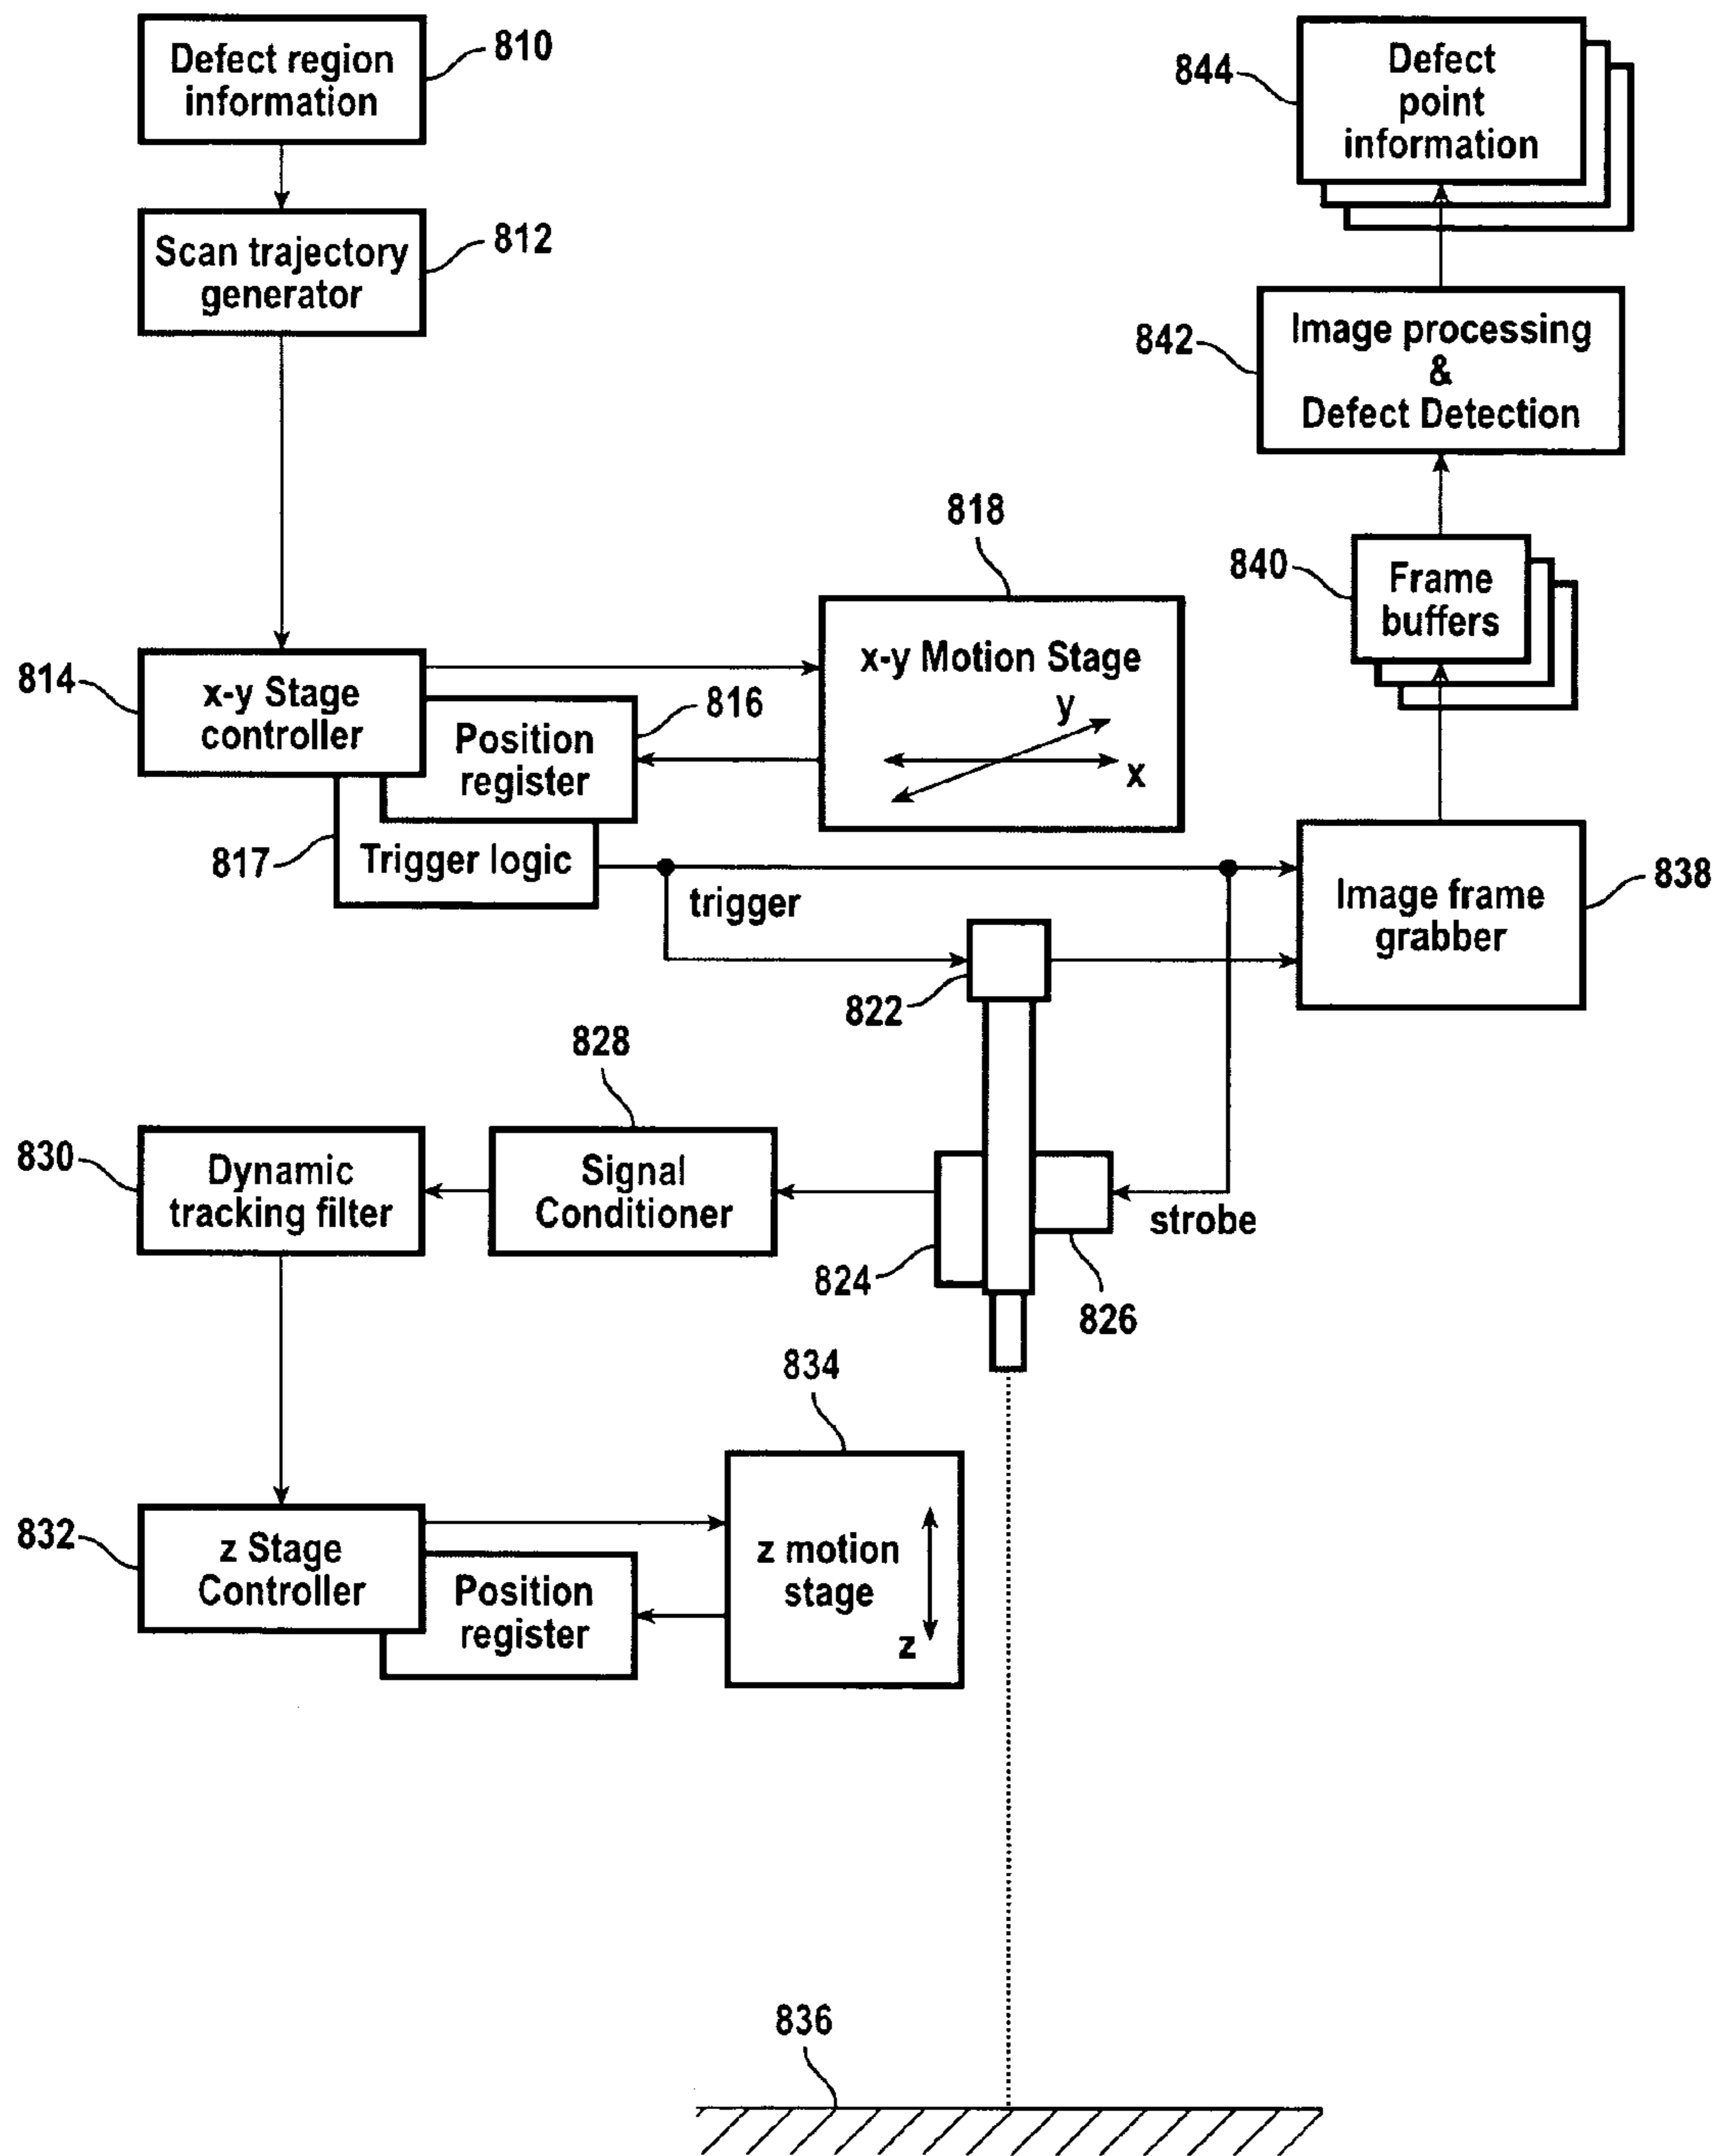 Defect region
information
810
Scan trajectory
generator
812
844
Defect
point
information
842
Image processing
&
Defect Detection
840
Frame
buffers
818
x-y Motion Stage
y
x
814
x-y Stage
controller
816
Position
register
817
Trigger logic
trigger
Image frame
grabber
838
822
828
830
Dynamic
tracking filter
Signal
Conditioner
824
strobe
826
834
832
z Stage
Controller
Position
register
z motion
stage
z
836